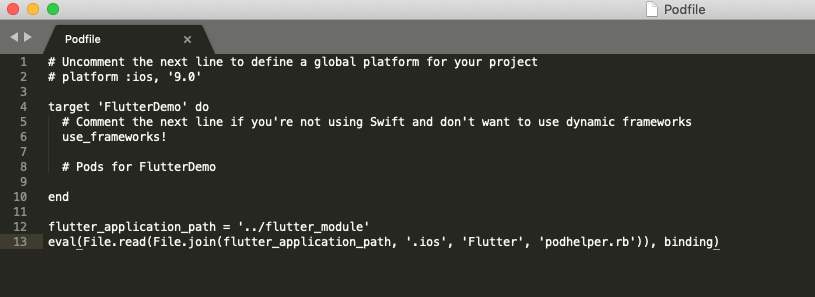 Podfile
Podfile ×
1 # Uncomment the next line to define a global platform for your project
2 # platform :ios, '9.0'
3
4 target 'FlutterDemo' do
5   # Comment the next line if you're not using Swift and don't want to use dynamic frameworks
6   use_frameworks!
7
8   # Pods for FlutterDemo
9
10 end
11
12 flutter_application_path = '../flutter_module'
13 eval(File.read(File.join(flutter_application_path, '.ios', 'Flutter', 'podhelper.rb')), binding)